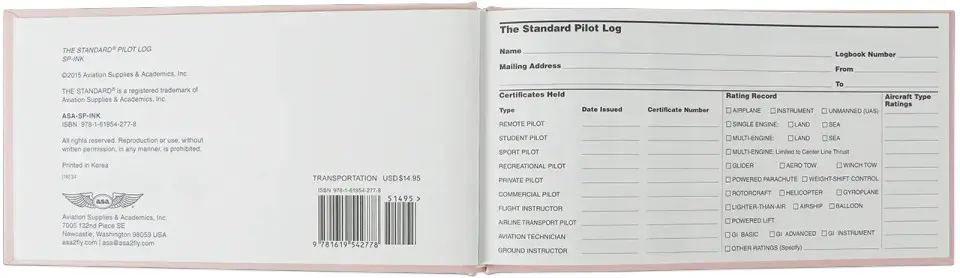 THE STANDARD® PILOT LOG
SP-INK
©2015 Aviation Supplies & Academics, Inc.
THE STANDARD® is a registered trademark of
Aviation Supplies & Academics, Inc.
ASA-SP-INK
ISBN: 978-1-61954-277-8
All rights reserved. Reproduction or use, without
written permission, in any manner, is prohibited.
Printed in Korea
asa
Aviation Supplies & Academics, Inc.
7005 132nd Place SE
Newcastle, Washington 98059 USA
asa2fly.com | asa@asa2fly.com
TRANSPORTATION USD $14.95
ISBN 978-1-61954-277-8
51495>
9 781619 542778
The Standard Pilot Log
Name Logbook Number
Mailing Address From
To
Certificates Held Rating Record Aircraft Type
Ratings
Type Date Issued Certificate Number AIRPLANE INSTRUMENT UNMANNED (UAS)
REMOTE PILOT SINGLE ENGINE: LAND SEA
STUDENT PILOT MULTI-ENGINE: LAND SEA
SPORT PILOT MULTI-ENGINE: Limited to Center Line Thrust
RECREATIONAL PILOT GLIDER AERO TOW WINCH TOW
PRIVATE PILOT POWERED PARACHUTE WEIGHT-SHIFT CONTROL
COMMERCIAL PILOT ROTORCRAFT HELICOPTER GYROPLANE
FLIGHT INSTRUCTOR LIGHTER-THAN-AIR AIRSHIP BALLOON
AIRLINE TRANSPORT PILOT POWERED LIFT
AVIATION TECHNICIAN GI BASIC GI ADVANCED GI INSTRUMENT
GROUND INSTRUCTOR OTHER RATINGS (Specify)